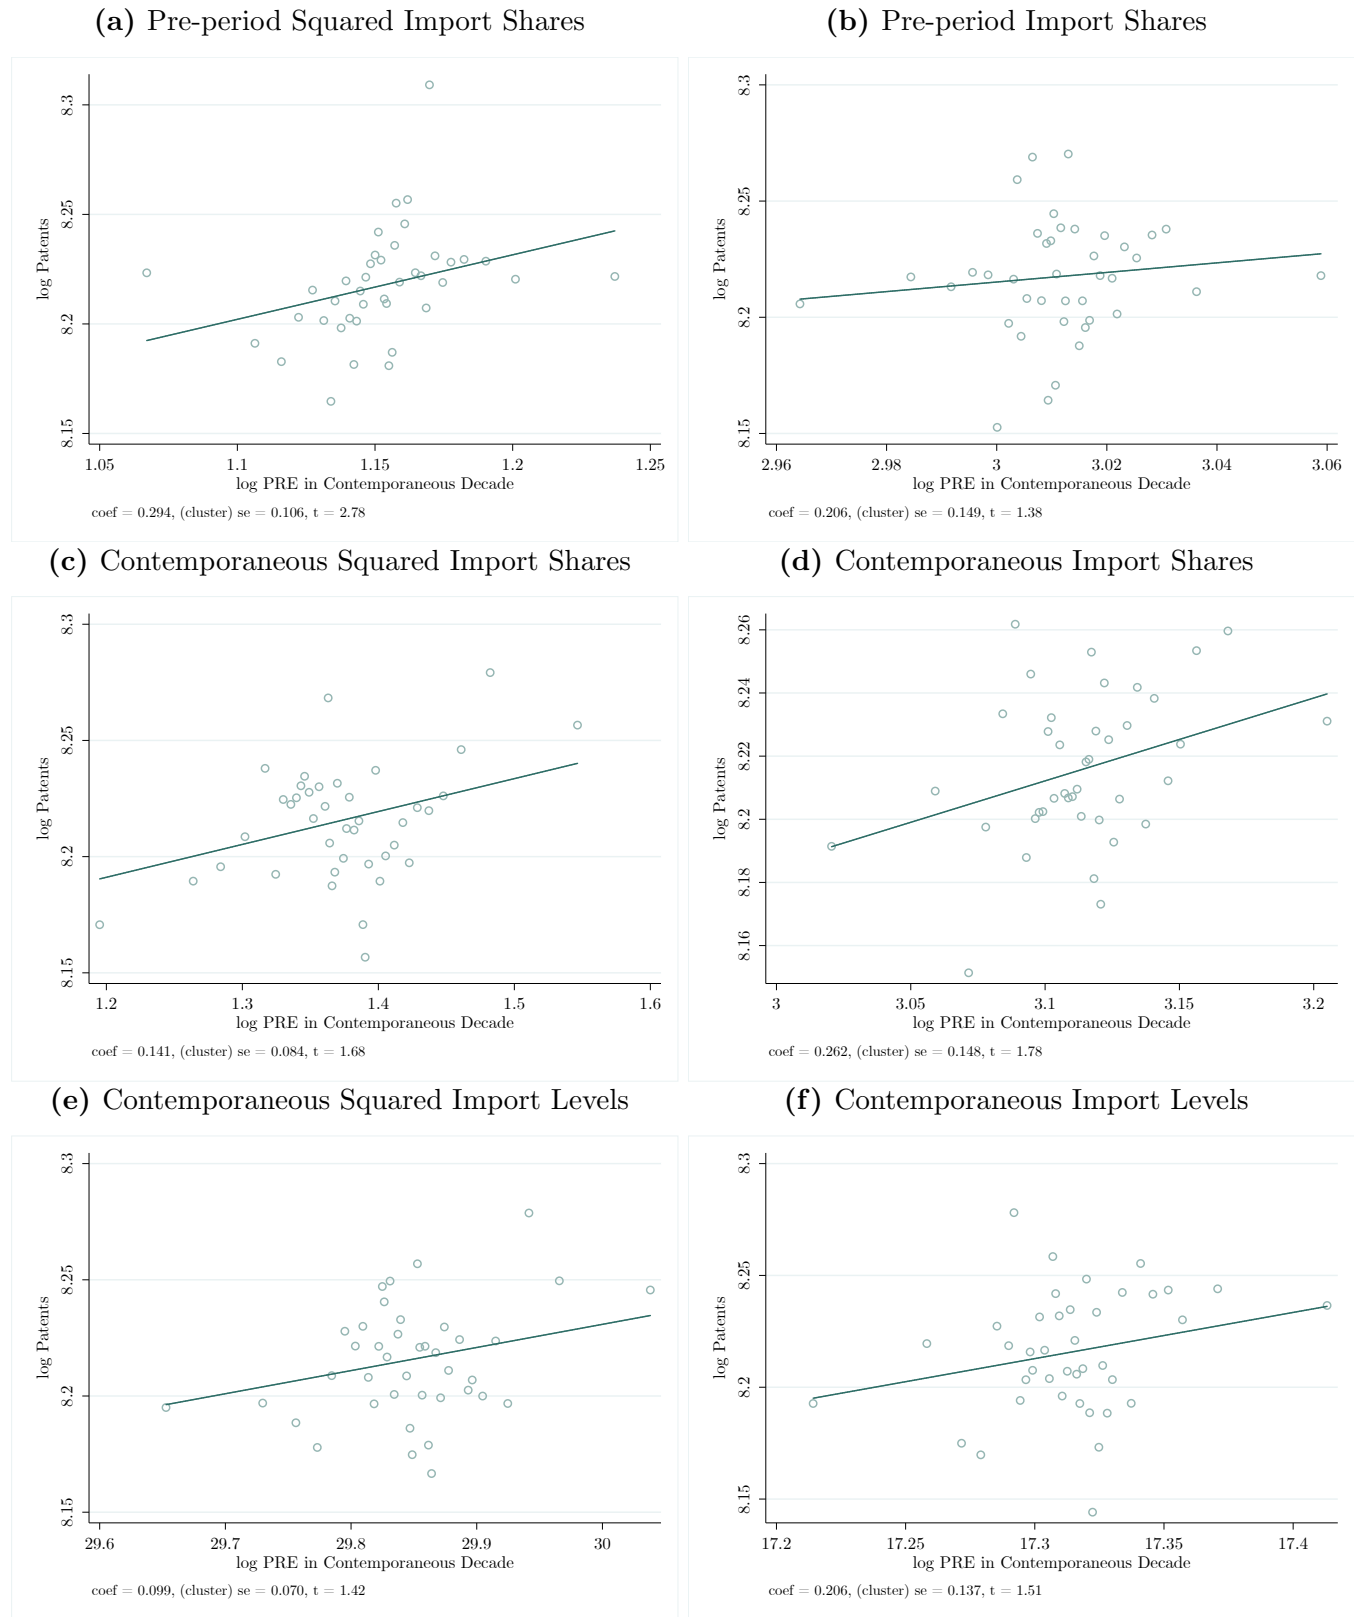 (a) Pre-period Squared Import Shares
log Patents
8.3
8.25
8.2
8.15
1.05 1.1 1.15 1.2 1.25
log PRE in Contemporaneous Decade
coef = 0.294, (cluster) se = 0.106, t = 2.78
(b) Pre-period Import Shares
log Patents
8.3
8.25
8.2
8.15
2.96 2.98 3 3.02 3.04 3.06
log PRE in Contemporaneous Decade
coef = 0.206, (cluster) se = 0.149, t = 1.38
(c) Contemporaneous Squared Import Shares
log Patents
8.3
8.25
8.2
8.15
1.2 1.3 1.4 1.5 1.6
log PRE in Contemporaneous Decade
coef = 0.141, (cluster) se = 0.084, t = 1.68
(d) Contemporaneous Import Shares
log Patents
8.26
8.24
8.22
8.2
8.18
8.16
3 3.05 3.1 3.15 3.2
log PRE in Contemporaneous Decade
coef = 0.262, (cluster) se = 0.148, t = 1.78
(e) Contemporaneous Squared Import Levels
log Patents
8.3
8.25
8.2
8.15
29.6 29.7 29.8 29.9 30
log PRE in Contemporaneous Decade
coef = 0.099, (cluster) se = 0.070, t = 1.42
(f) Contemporaneous Import Levels
log Patents
8.3
8.25
8.2
8.15
17.2 17.25 17.3 17.35 17.4
log PRE in Contemporaneous Decade
coef = 0.206, (cluster) se = 0.137, t = 1.51